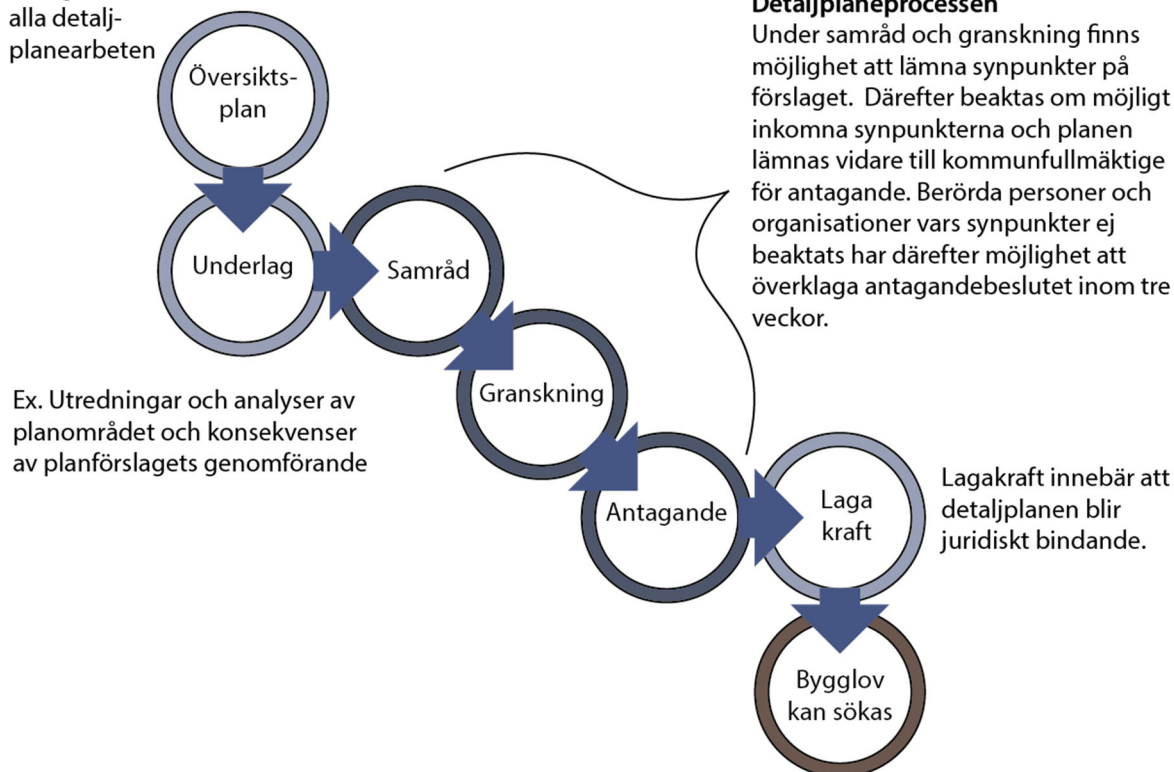 alla detalj-
planearbeten
Översikts-
plan
Underlag
Samråd
Granskning
Antagande
Laga
kraft
Bygglov
kan sökas
Ex. Utredningar och analyser av
planområdet och konsekvenser
av planförslagets genomförande
Detaljplaneprocessen
Under samråd och granskning finns
möjlighet att lämna synpunkter på
förslaget. Därefter beaktas om möjligt
inkomna synpunkterna och planen
lämnas vidare till kommunfullmäktige
för antagande. Berörda personer och
organisationer vars synpunkter ej
beaktats har därefter möjlighet att
överklaga antagandebeslutet inom tre
veckor.
Lagakraft innebär att
detaljplanen blir
juridiskt bindande.